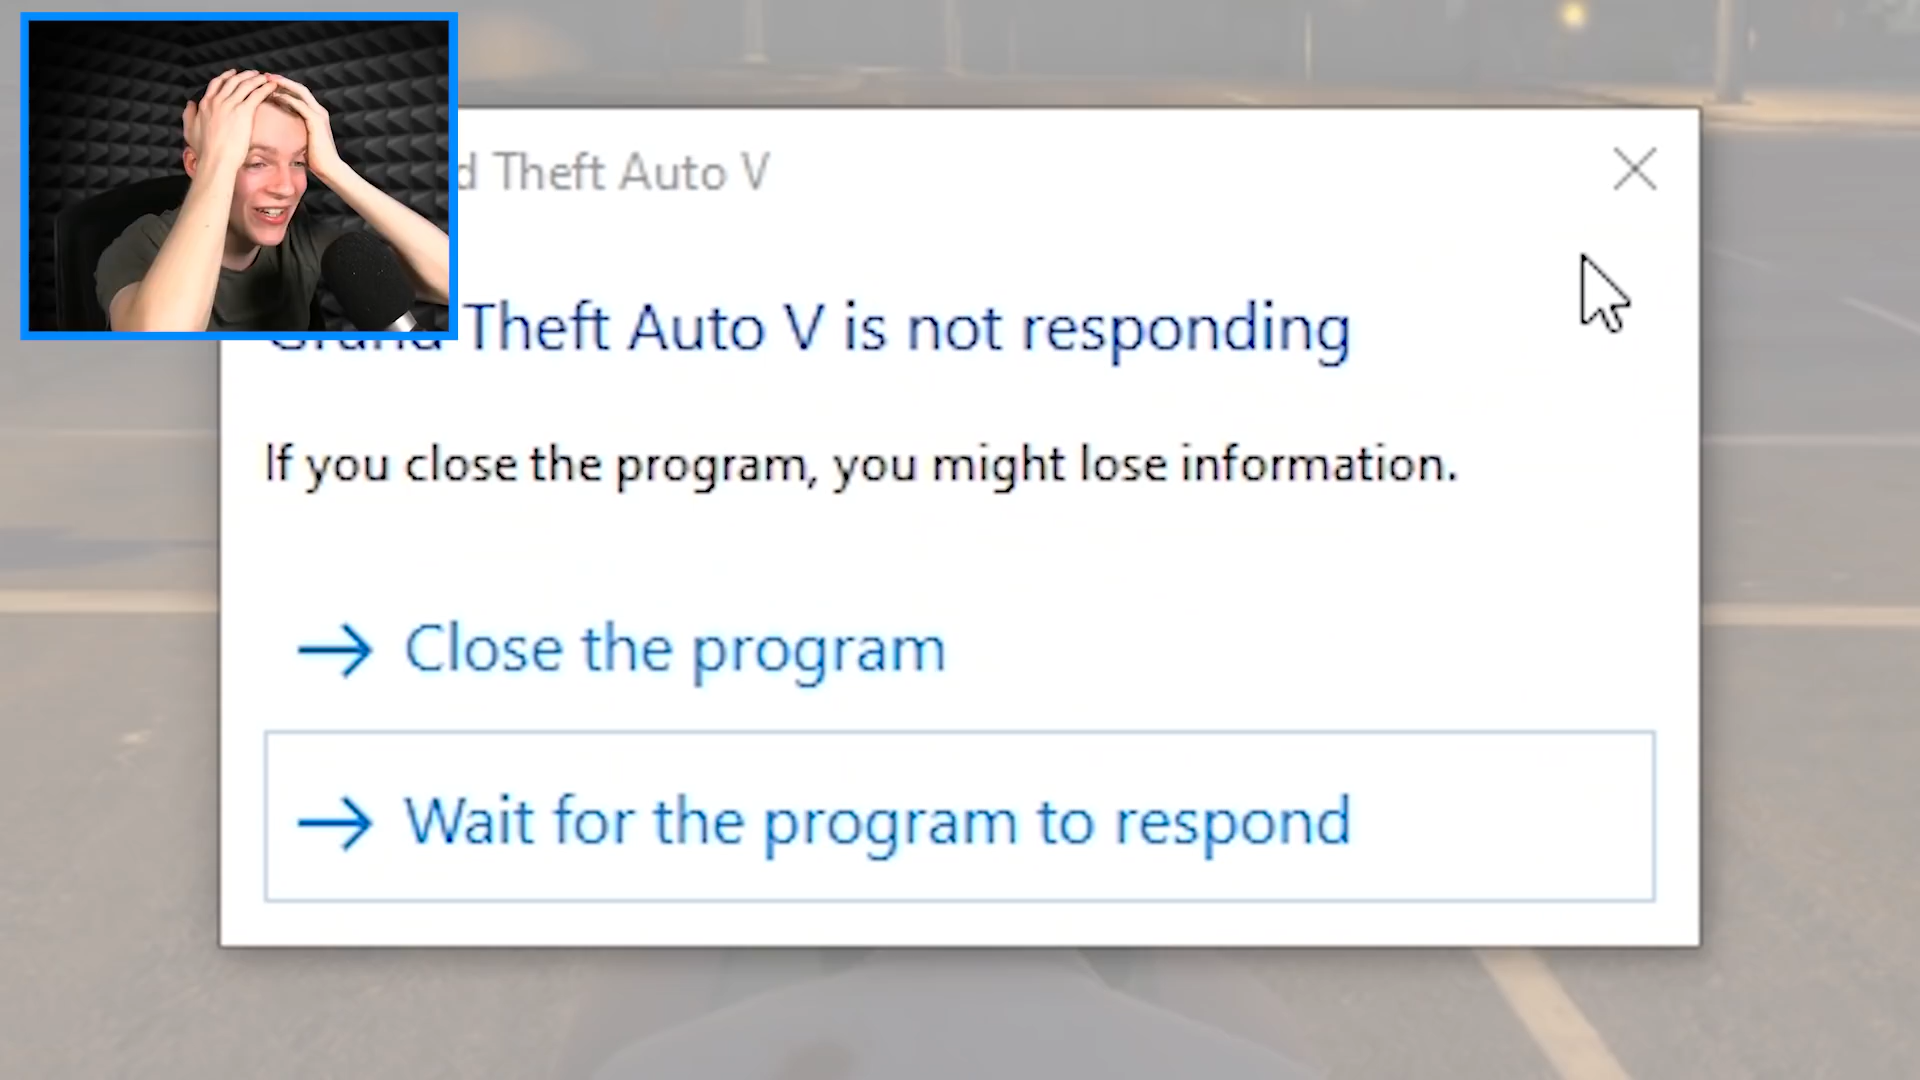 d Theft Auto V
Grand Theft Auto V is not responding
If you close the program, you might lose information.
Close the program
Wait for the program to respond